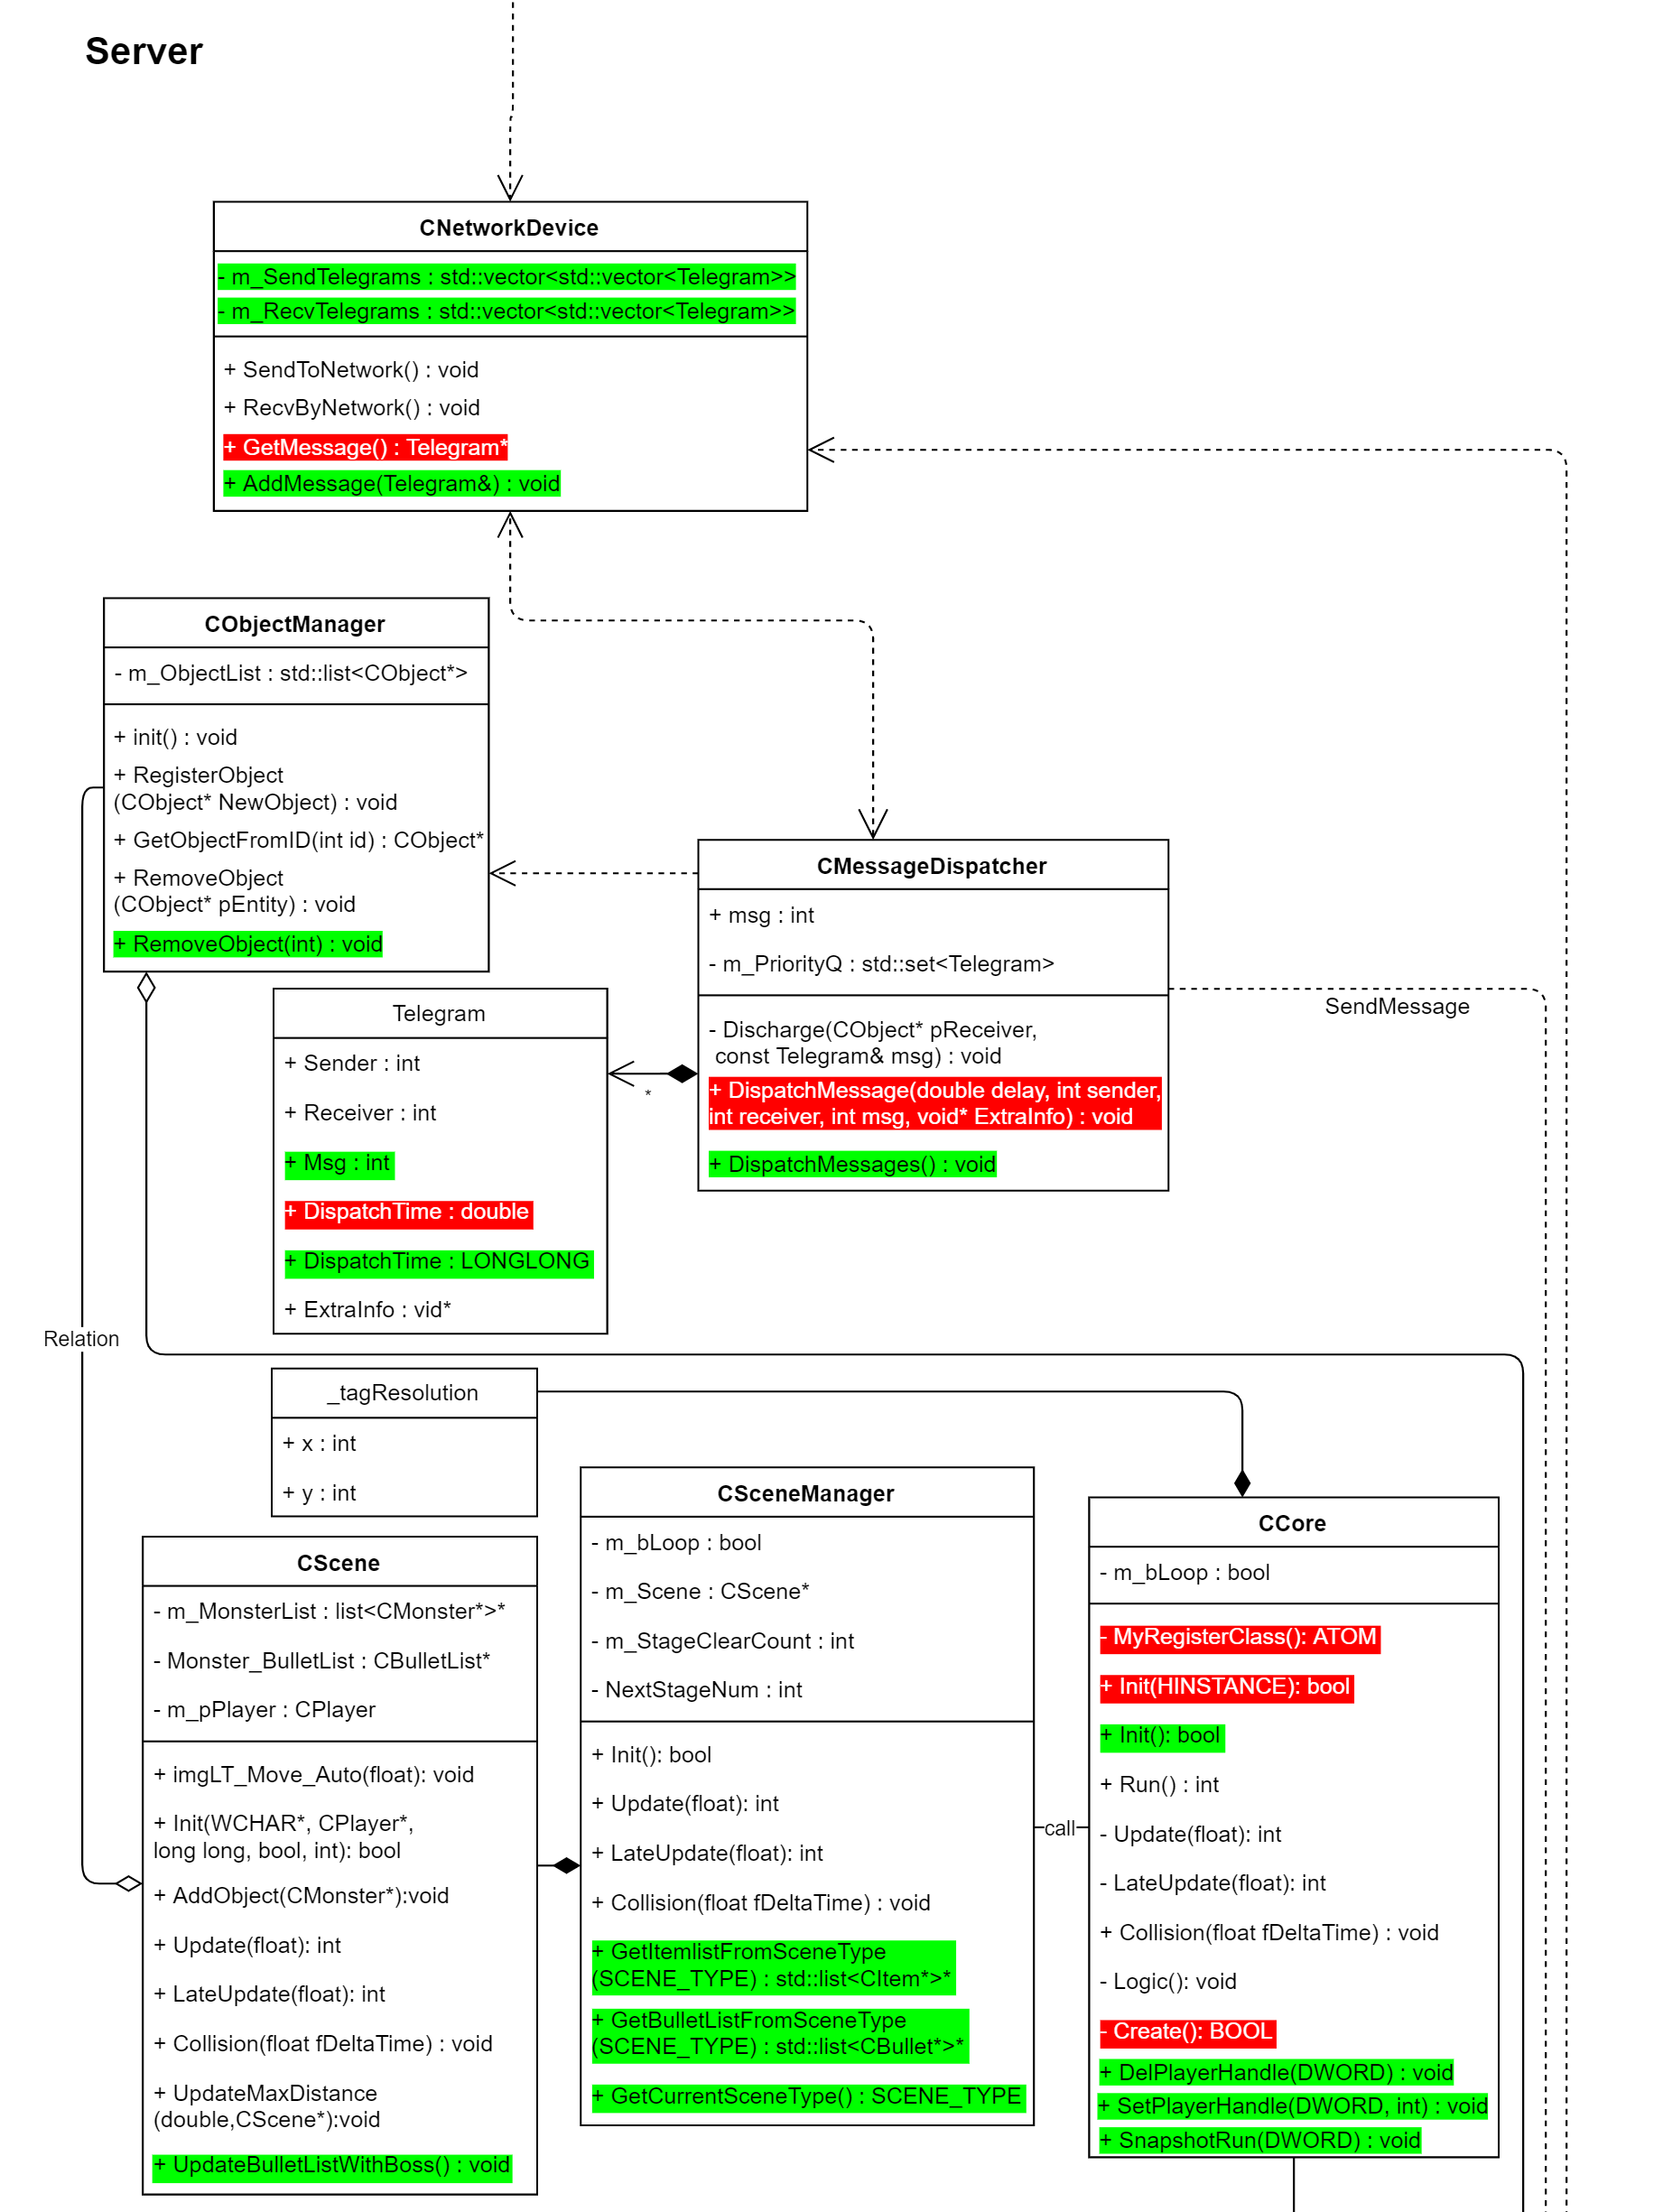 Server
CNetworkDevice
- m_SendTelegrams : std::vector<std::vector<Telegram>>
- m_RecvTelegrams : std::vector<std::vector<Telegram>>
+ SendToNetwork() : void
+ RecvByNetwork() : void
+ GetMessage() : Telegram*
+ AddMessage(Telegram&) : void
CObjectManager
- m_ObjectList : std::list<CObject*>
+ init() : void
+ RegisterObject
(CObject* NewObject) : void
+ GetObjectFromID(int id) : CObject*
+ RemoveObject
(CObject* pEntity) : void
+ RemoveObject(int) : void
CMessageDispatcher
+ msg : int
- m_PriorityQ : std::set<Telegram>
- Discharge(CObject* pReceiver,
const Telegram& msg) : void
+ DispatchMessage(double delay, int sender,
int receiver, int msg, void* ExtraInfo) : void
+ DispatchMessages() : void
SendMessage
*
Telegram
+ Sender : int
+ Receiver : int
+ Msg : int
+ DispatchTime : double
+ DispatchTime : LONGLONG
+ ExtraInfo : vid*
Relation
_tagResolution
+ x : int
+ y : int
CScene
- m_MonsterList : list<CMonster*>*
- Monster_BulletList : CBulletList*
- m_pPlayer : CPlayer
+ imgLT_Move_Auto(float): void
+ Init(WCHAR*, CPlayer*,
long long, bool, int): bool
+ AddObject(CMonster*):void
+ Update(float): int
+ LateUpdate(float): int
+ Collision(float fDeltaTime) : void
+ UpdateMaxDistance
(double,CScene*):void
+ UpdateBulletListWithBoss() : void
CSceneManager
- m_bLoop : bool
- m_Scene : CScene*
- m_StageClearCount : int
- NextStageNum : int
+ Init(): bool
+ Update(float): int
+ LateUpdate(float): int
+ Collision(float fDeltaTime) : void
+ GetItemlistFromSceneType
(SCENE_TYPE) : std::list<CItem*>*
+ GetBulletListFromSceneType
(SCENE_TYPE) : std::list<CBullet*>*
+ GetCurrentSceneType() : SCENE_TYPE
call
CCore
- m_bLoop : bool
- MyRegisterClass(): ATOM
+ Init(HINSTANCE): bool
+ Init(): bool
+ Run() : int
- Update(float): int
- LateUpdate(float): int
+ Collision(float fDeltaTime) : void
- Logic(): void
- Create(): BOOL
+ DelPlayerHandle(DWORD) : void
+ SetPlayerHandle(DWORD, int) : void
+ SnapshotRun(DWORD) : void